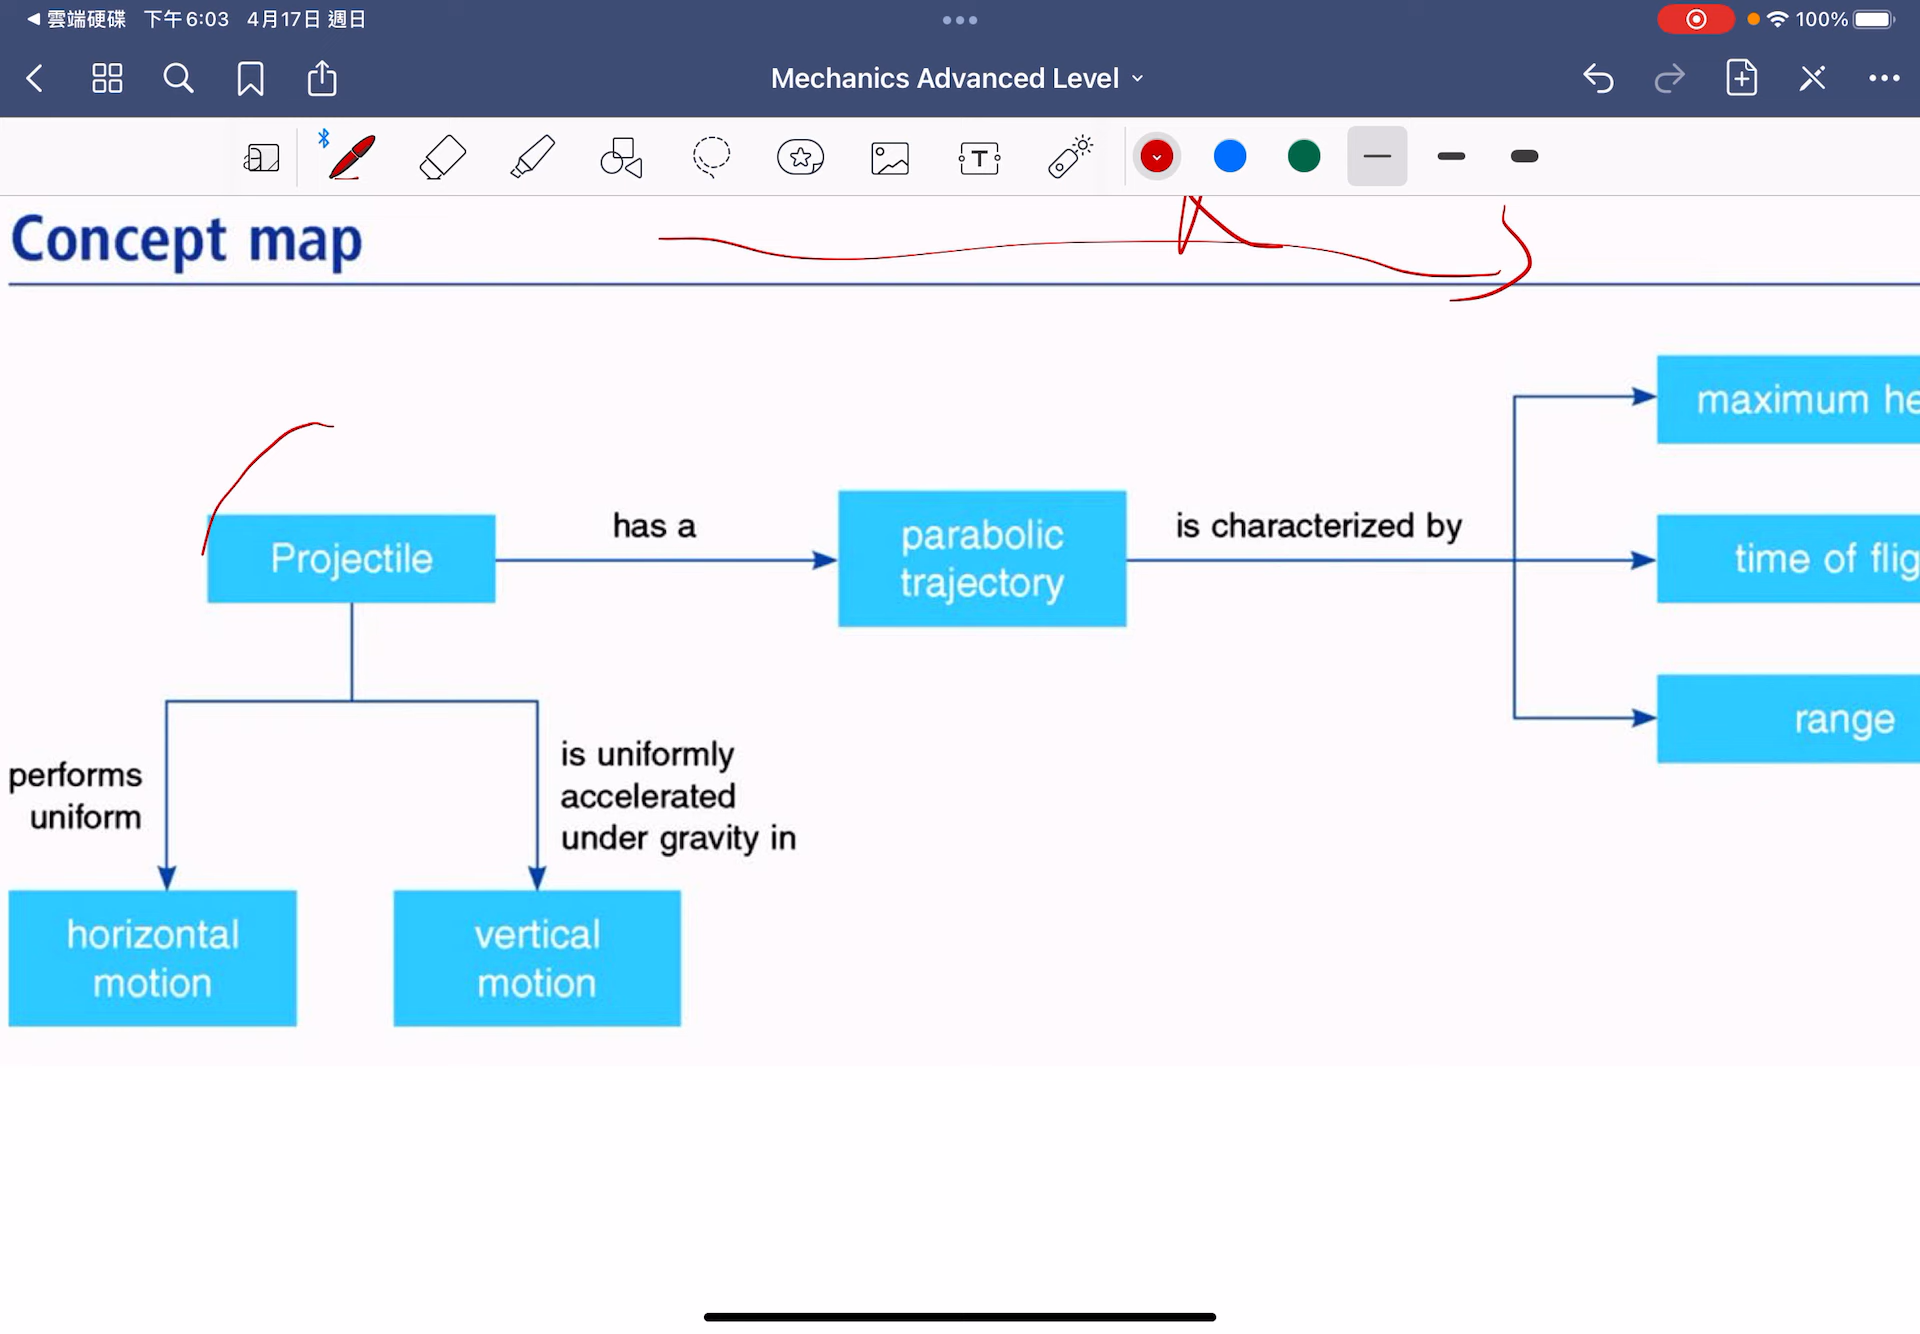 雲端硬碟 下午6:03 4月17日 週日
100%
Mechanics Advanced Level
Concept map
maximum he
has a
is characterized by
Projectile
parabolic
trajectory
time of flig
range
performs
uniform
is uniformly
accelerated
under gravity in
horizontal
motion
vertical
motion